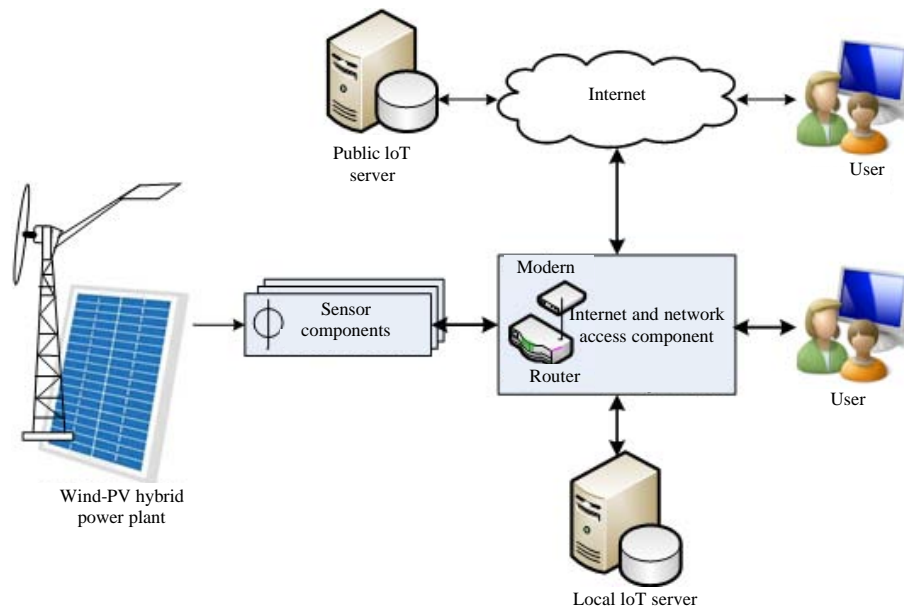 Internet
Public loT
server
User
Modern
Sensor
components
Internet and network
access component
Router
User
Wind-PV hybrid
power plant
Local loT server